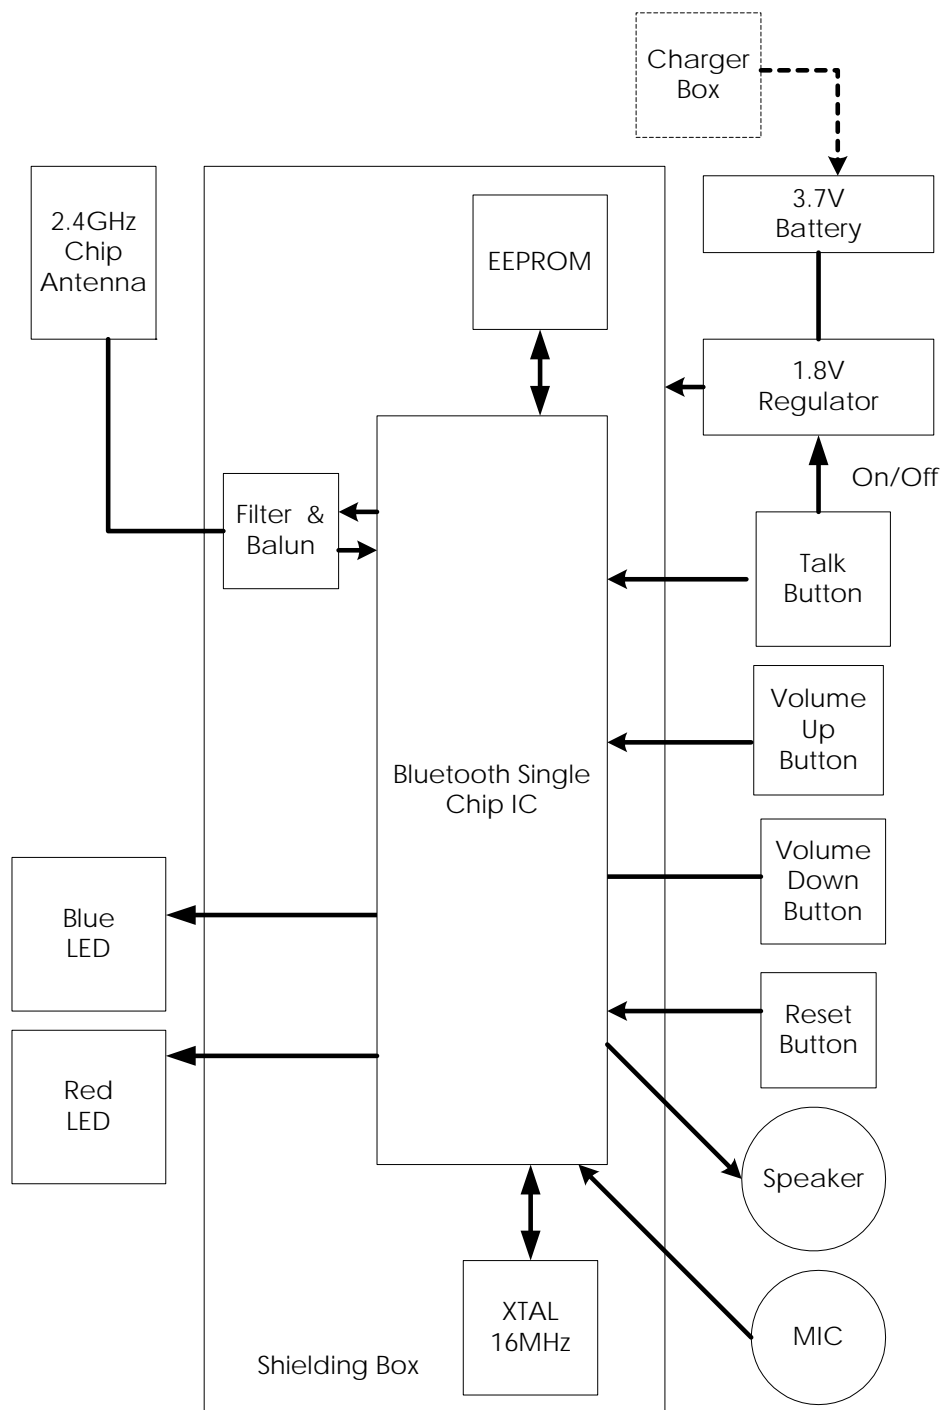 Charger
Box
2.4GHz
Chip
Antenna
3.7V
Battery
EEPROM
1.8V
Regulator
On/Off
Filter &
Balun
Talk
Button
Volume
Up
Button
Bluetooth Single
Chip IC
Volume
Down
Button
Blue
LED
Reset
Button
Red
LED
Speaker
XTAL
16MHz
MIC
Shielding Box